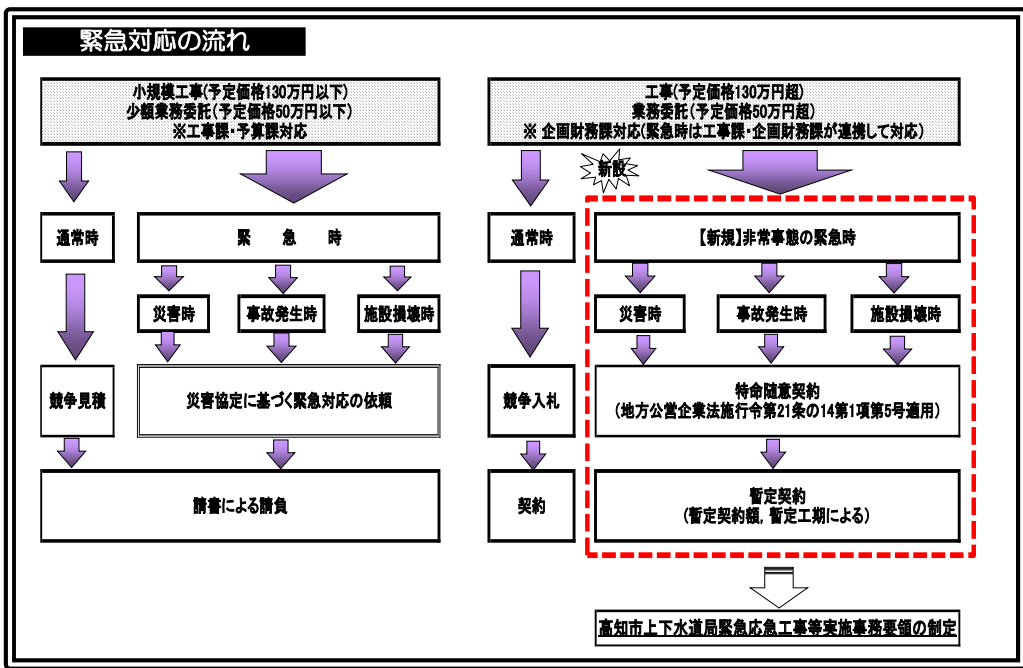 緊急対応の流れ
小規模工事(予定価格130万円以下)
少額業務委託(予定価格50万円以下)
※工事課・予算課対応
通常時
緊 急 時
災害時
事故発生時
施設損壊時
競争見積
災害協定に基づく緊急対応の依頼
請書による請負
工事(予定価格130万円超)
業務委託(予定価格50万円超)
※ 企画財務課対応(緊急時は工事課・企画財務課が連携して対応)
新設
通常時
【新規】非常事態の緊急時
災害時
事故発生時
施設損壊時
競争入札
特命随意契約
(地方公営企業法施行令第21条の14第1項第5号適用)
契約
暫定契約
(暫定契約額, 暫定工期による)
高知市上下水道局緊急応急工事等実施事務要領の制定